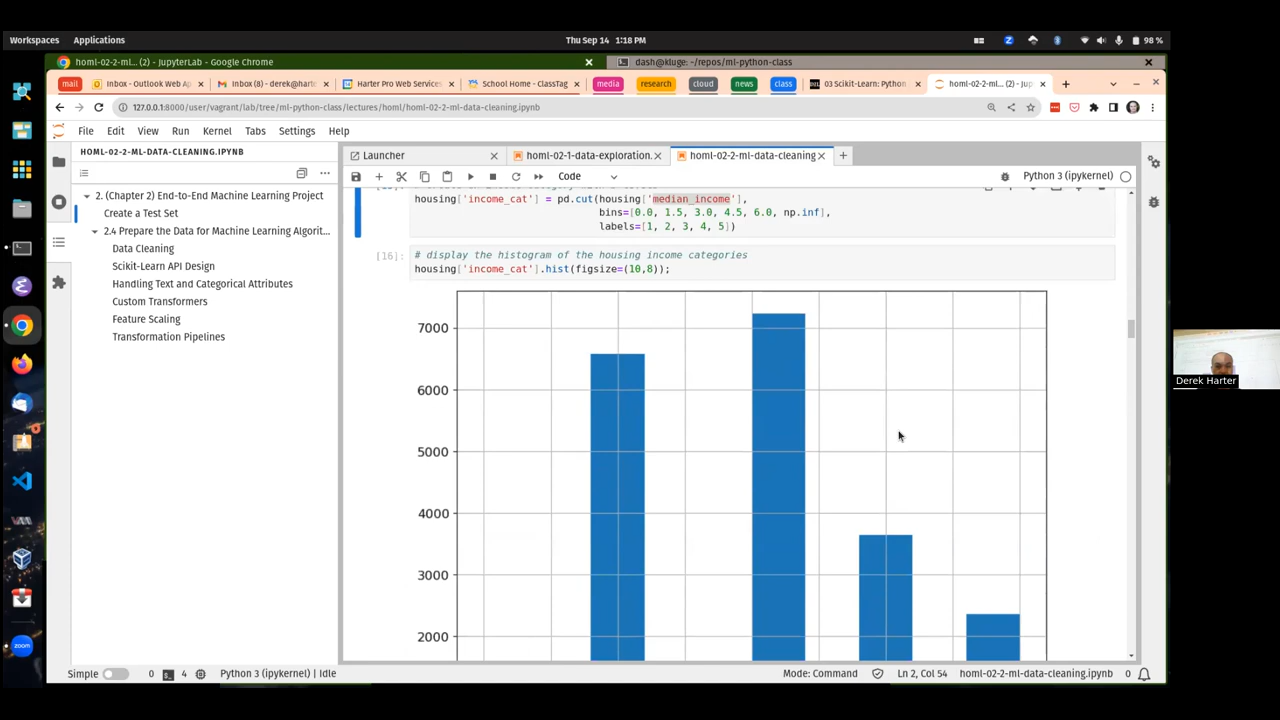 Workspaces Applications Thu Sep 14 1:18 PM 98 %
homl-02-2-ml-data-cleaning... (2) - JupyterLab - Google Chrome
dash@kluge: ~/repos/ml-python-class
mail Inbox - Outlook Web Ap Inbox (8) - derek@harte Harter Pro Web Services School Home - ClassTag media research cloud news class 03 Scikit-Learn: Python homl-02-2-ml... (2) - Jup
127.0.0.1:8000/user/vagrant/lab/tree/ml-python-class/lectures/homl/homl-02-2-ml-data-cleaning.ipynb
File Edit View Run Kernel Tabs Settings Help
HOML-02-2-ML-DATA-CLEANING.IPYNB
Launcher homl-02-1-data-exploration. homl-02-2-ml-data-cleaning
Code Python 3 (ipykernel)
2. (Chapter 2) End-to-End Machine Learning Project
Create a Test Set
2.4 Prepare the Data for Machine Learning Algorit...
Data Cleaning
Scikit-Learn API Design
Handling Text and Categorical Attributes
Custom Transformers
Feature Scaling
Transformation Pipelines
housing['income_cat'] = pd.cut(housing['median_income'],
bins=[0.0, 1.5, 3.0, 4.5, 6.0, np.inf],
labels=[1, 2, 3, 4, 5])
[16]: # display the histogram of the housing income categories
housing['income_cat'].hist(figsize=(10,8));
7000
6000
5000
4000
3000
2000
Derek Harter
zoom
Simple 0 4 Python 3 (ipykernel) | Idle Mode: Command Ln 2, Col 54 homl-02-2-ml-data-cleaning.ipynb 0